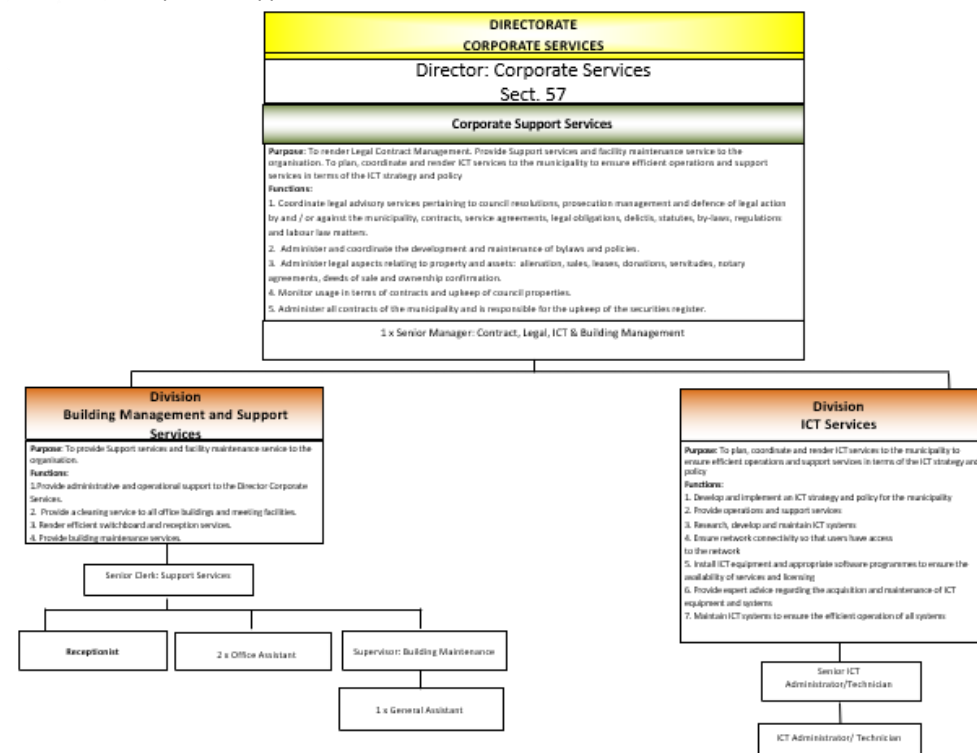 DIRECTORATE
CORPORATE SERVICES
Director: Corporate Services
Sect. 57
Corporate Support Services
Purpose: To render Legal Contract Management. Provide Support services and facility maintenance service to the
organisation. To plan, coordinate and render ICT services to the municipality to ensure efficient operations and support
services in terms of the ICT strategy and policy
Functions:
1. Coordinate legal advisory services pertaining to council resolutions, prosecution management and defence of legal action
by and / or against the municipality, contracts, service agreements, legal obligations, delictis, statutes, by-laws, regulations
and labour law matters.
2. Administer and coordinate the development and maintenance of bylaws and policies.
3. Administer legal aspects relating to property and assets: alienation, sales, leases, donations, servitudes, notary
agreements, deeds of sale and ownership confirmation.
4. Monitor usage in terms of contracts and upkeep of council properties.
5. Administer all contracts of the municipality and is responsible for the upkeep of the securities register.
1 x Senior Manager: Contract, Legal, ICT & Building Management
Division
Building Management and Support
Services
Purpose: To provide Support services and facility maintenance service to the
organisation.
Functions:
1.Provide administrative and operational support to the Director Corporate
Services.
2. Provide a cleaning service to all office buildings and meeting facilities.
3. Render efficient switchboard and reception services.
4. Provide building maintenance services.
Senior Clerk: Support Services
Receptionist
2 x Office Assistant
Supervisor: Building Maintenance
1 x General Assistant
Division
ICT Services
Purpose: To plan, coordinate and render ICT services to the municipality to
ensure efficient operations and support services in terms of the ICT strategy and
policy
Functions:
1. Develop and implement an ICT strategy and policy for the municipality
2. Provide operations and support services
3. Research, develop and maintain ICT systems
4. Ensure network connectivity so that users have access
to the network
5. Install ICT equipment and appropriate software programmes to ensure the
availability of services and licensing
6. Provide expert advice regarding the acquisition and maintenance of ICT
equipment and systems
7. Maintain ICT systems to ensure the efficient operation of all systems
Senior ICT
Administrator/Technician
ICT Administrator/ Technician